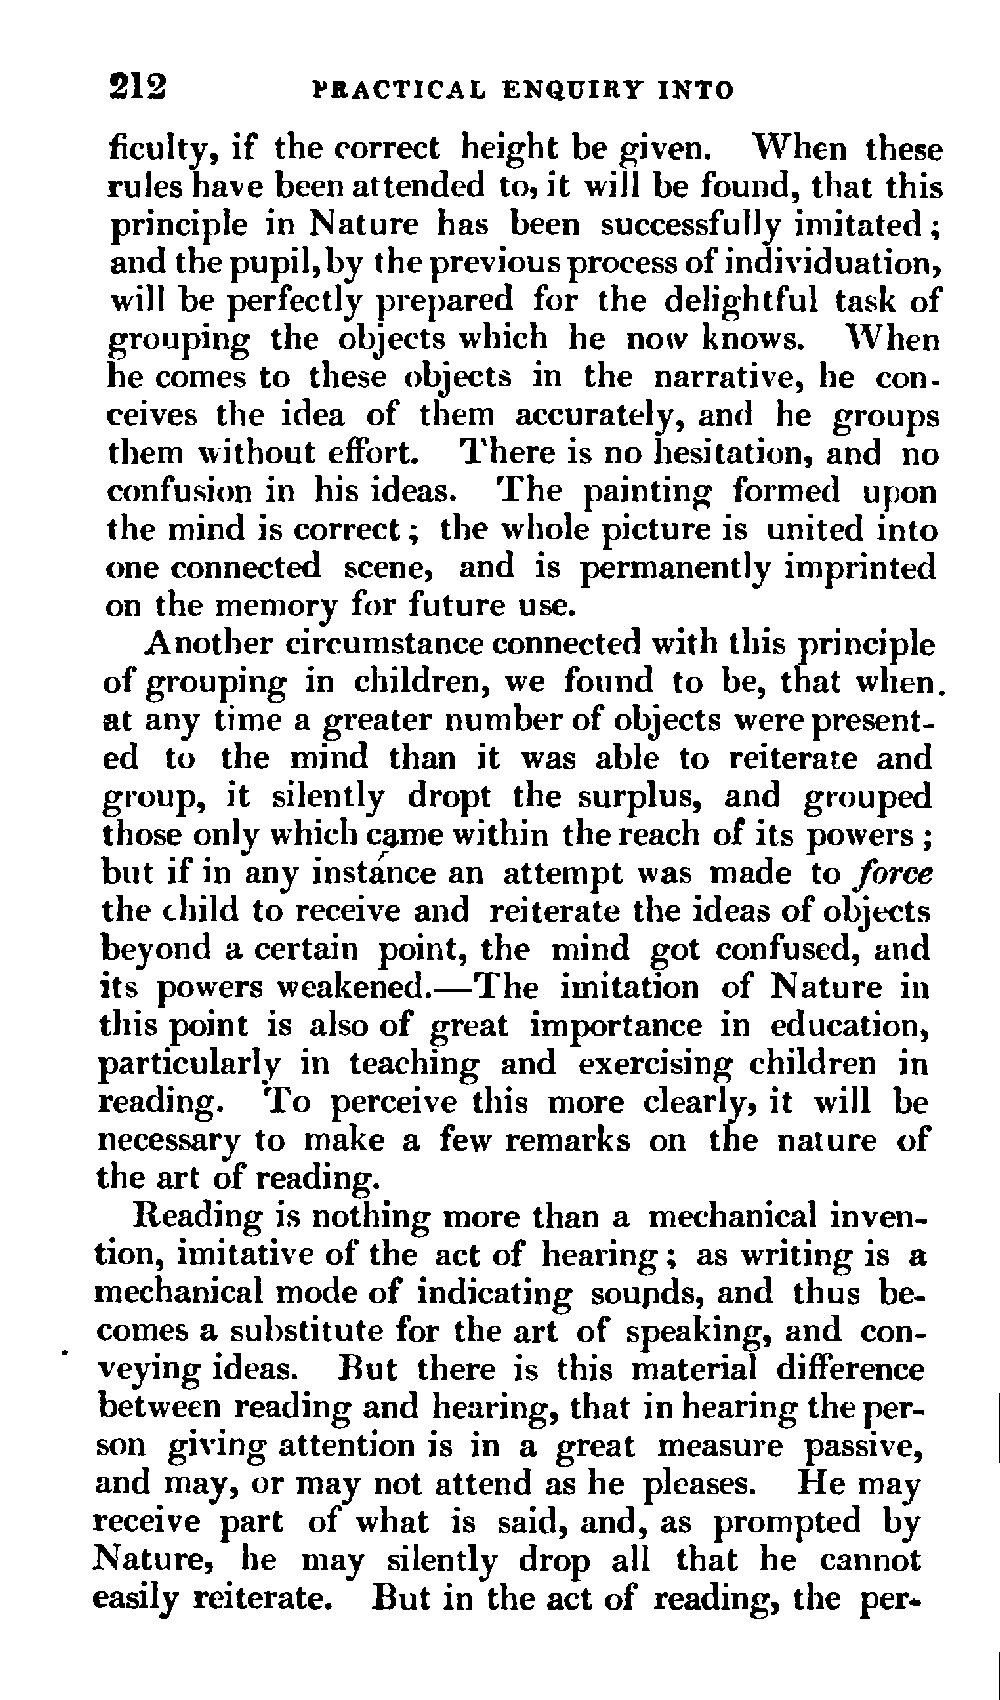 212 PRACTICAL ENQUIRY INTO
ficulty, if the correct height be given. When these
rules have been attended to, it will be found, that this
principle in Nature has been successfully imitated;
and the pupil, by the previous process of individuation,
will be perfectly prepared for the delightful task of
grouping the objects which he now knows. When
he comes to these objects in the narrative, he con-
ceives the idea of them accurately, and he groups
them without effort. There is no hesitation, and no
confusion in his ideas. The painting formed upon
the mind is correct; the whole picture is united into
one connected scene, and is permanently imprinted
on the memory for future use.
Another circumstance connected with this principle
of grouping in children, we found to be, that when.
at any time a greater number of objects were present-
ed to the mind than it was able to reiterate and
group, it silently dropt the surplus, and grouped
those only which came within the reach of its powers;
but if in any instance an attempt was made to force
the child to receive and reiterate the ideas of objects
beyond a certain point, the mind got confused, and
its powers weakened.—The imitation of Nature in
this point is also of great importance in education,
particularly in teaching and exercising children in
reading. To perceive this more clearly, it will be
necessary to make a few remarks on the nature of
the art of reading.
Reading is nothing more than a mechanical inven-
tion, imitative of the act of hearing; as writing is a
mechanical mode of indicating sounds, and thus be-
comes a substitute for the art of speaking, and con-
veying ideas. But there is this material difference
between reading and hearing, that in hearing the per-
son giving attention is in a great measure passive,
and may, or may not attend as he pleases. He may
receive part of what is said, and, as prompted by
Nature, he may silently drop all that he cannot
easily reiterate. But in the act of reading, the per-